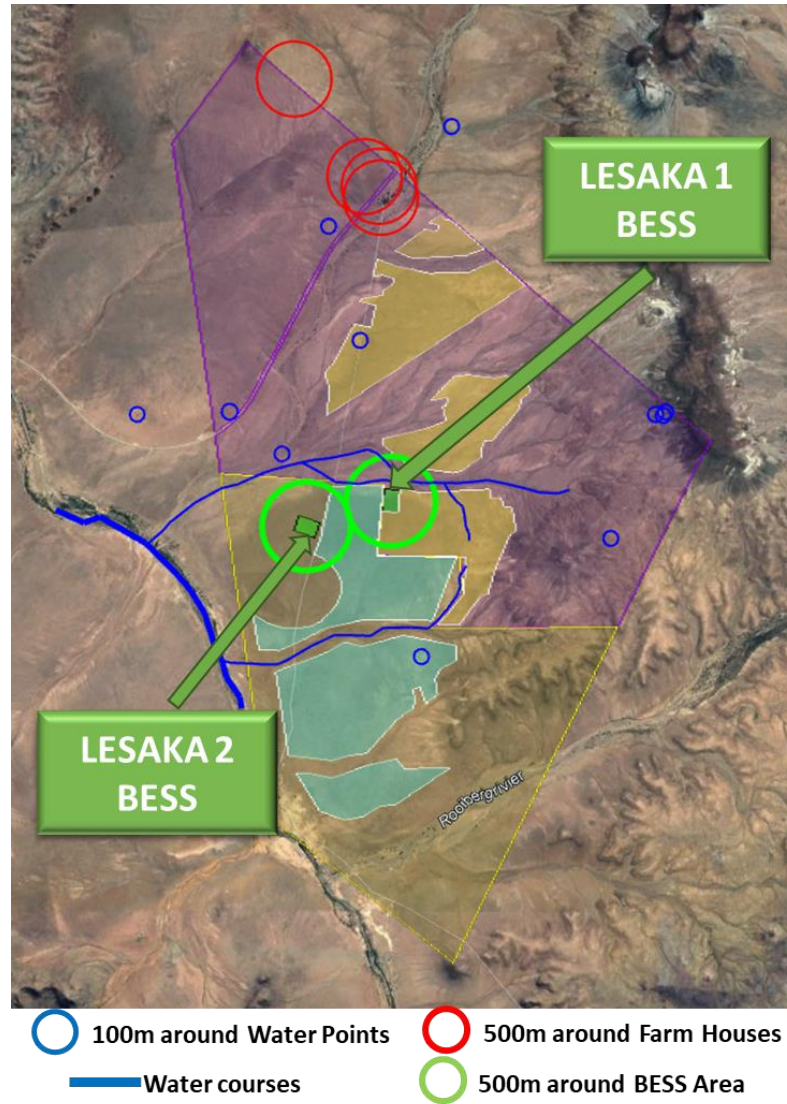 LESAKA 1
BESS
LESAKA 2
BESS
Rooibergrivier
100m around Water Points
500m around Farm Houses
Water courses
500m around BESS Area